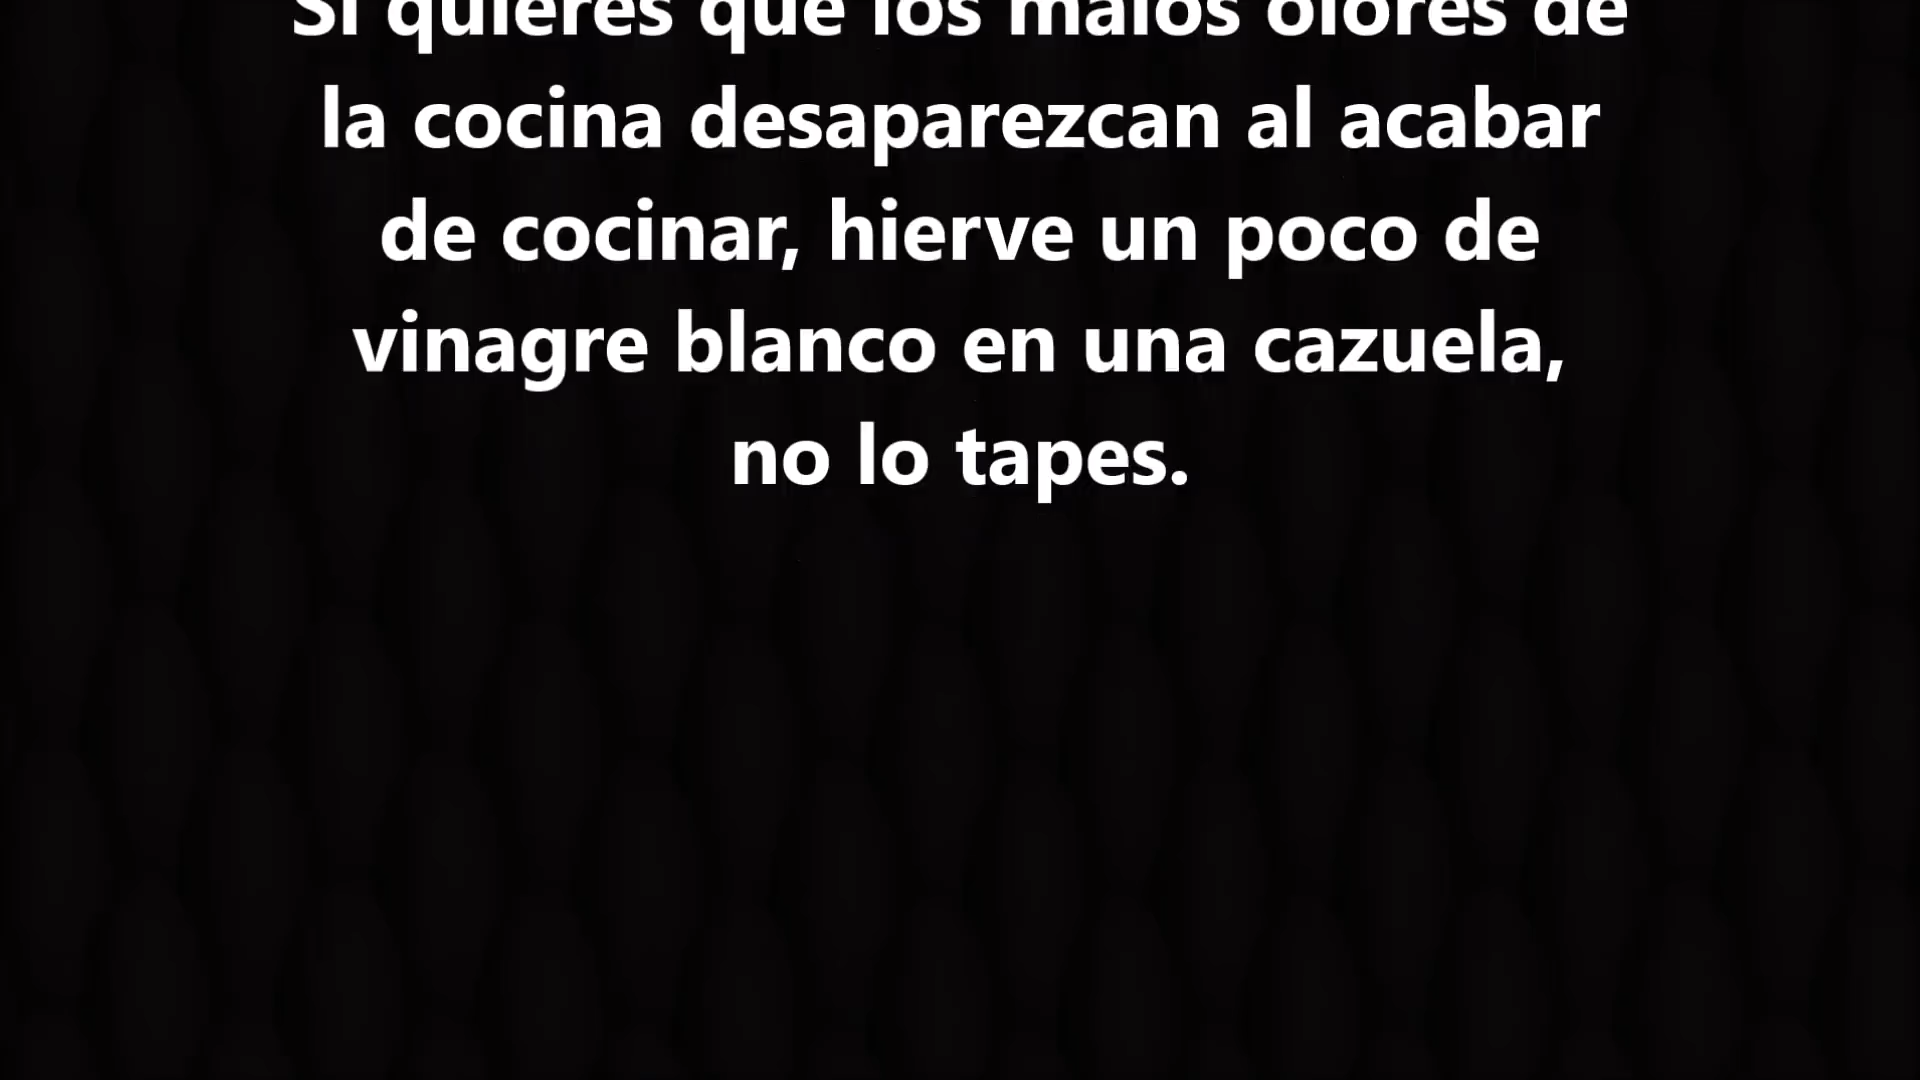 Si quieres que los malos olores de
la cocina desaparezcan al acabar
de cocinar, hierve un poco de
vinagre blanco en una cazuela,
no lo tapes.